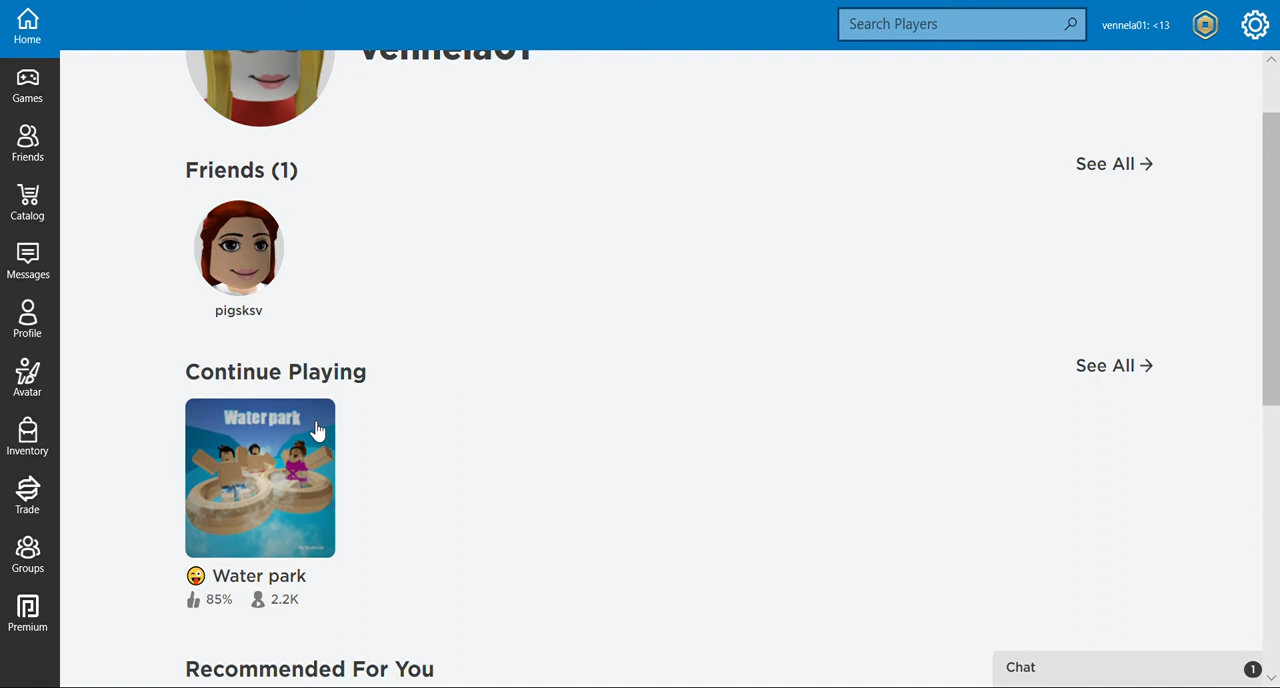 Home
Search Players
vennela01: <13
Games
Friends
Catalog
Messages
Profile
Avatar
Inventory
Trade
Groups
Premium
vennela01
Friends (1)
See All
pigsksv
Continue Playing
See All
Water park
Water park
85%
2.2K
Recommended For You
Chat
1